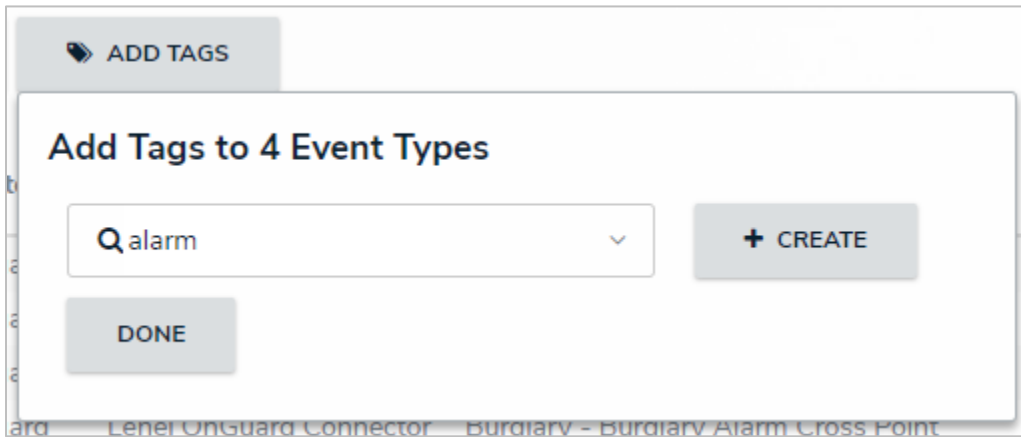 ADD TAGS
Add Tags to 4 Event Types
alarm
+ CREATE
DONE
ard Lenel OnGuard Connector Burglary - Burglary Alarm Cross Point